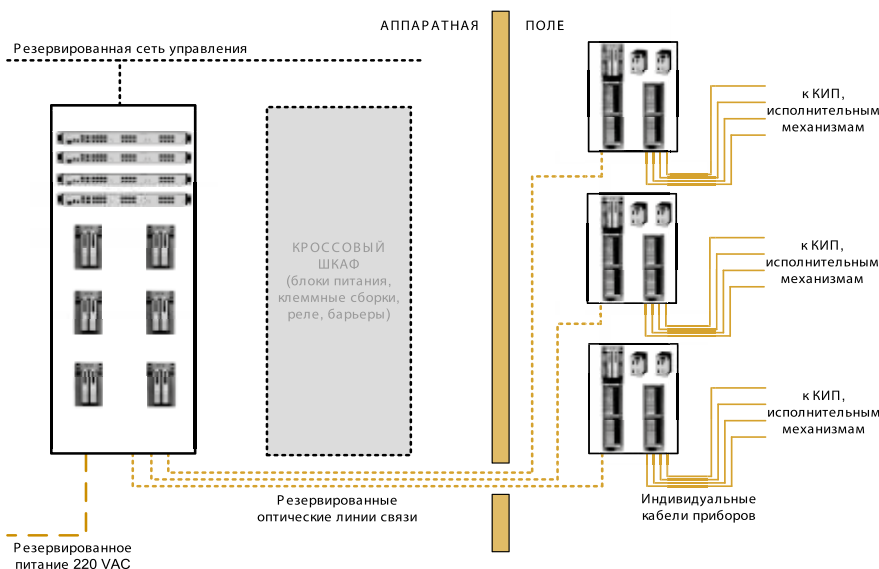 АППАРАТНАЯ
ПОЛЕ
Резервированная сеть управления
к КИП,
исполнительным
механизмам
КРОССОВЫЙ
ШКАФ
(блоки питания,
клеммные сборки,
реле, барьеры)
к КИП,
исполнительным
механизмам
к КИП,
исполнительным
механизмам
Резервированные
оптические линии связи
Индивидуальные
кабели приборов
Резервированное
питание 220 VAC